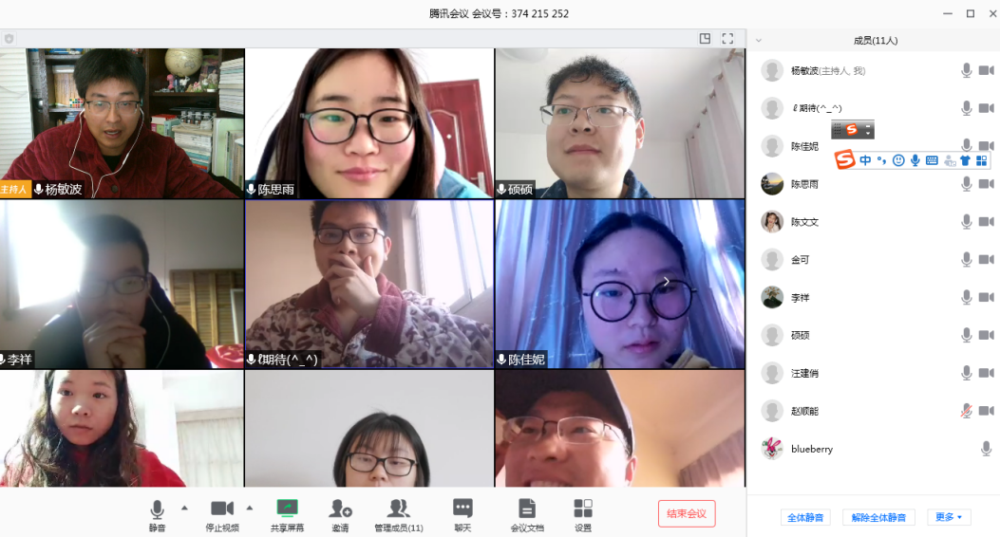 腾讯会议 会议号：374 215 252
成员(11人)
主持人 杨敏波
陈思雨
硕硕
李祥
ℓ期待(^_^)
陈佳妮
杨敏波(主持人, 我)
ℓ期待(^_^)
陈佳妮
中
陈思雨
陈文文
金可
李祥
硕硕
汪建俏
赵顺能
blueberry
静音
停止视频
共享屏幕
邀请
管理成员(11)
聊天
会议文档
设置
结束会议
全体静音
解除全体静音
更多